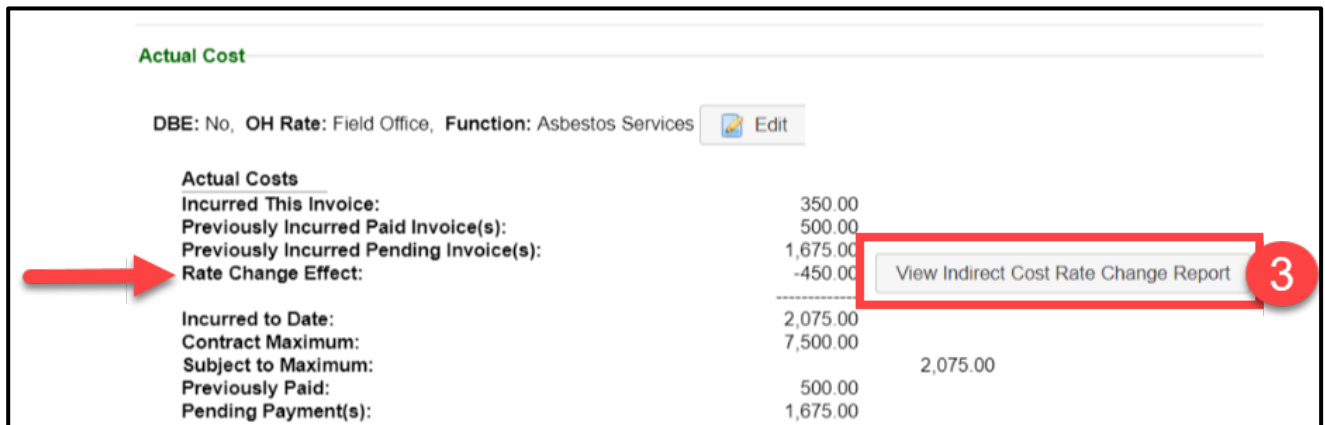 Actual Cost
DBE: No, OH Rate: Field Office, Function: Asbestos Services Edit
Actual Costs
Incurred This Invoice: 350.00
Previously Incurred Paid Invoice(s): 500.00
Previously Incurred Pending Invoice(s): 1,675.00
Rate Change Effect: -450.00 View Indirect Cost Rate Change Report 3
--------------
Incurred to Date: 2,075.00
Contract Maximum: 7,500.00
Subject to Maximum: 2,075.00
Previously Paid: 500.00
Pending Payment(s): 1,675.00